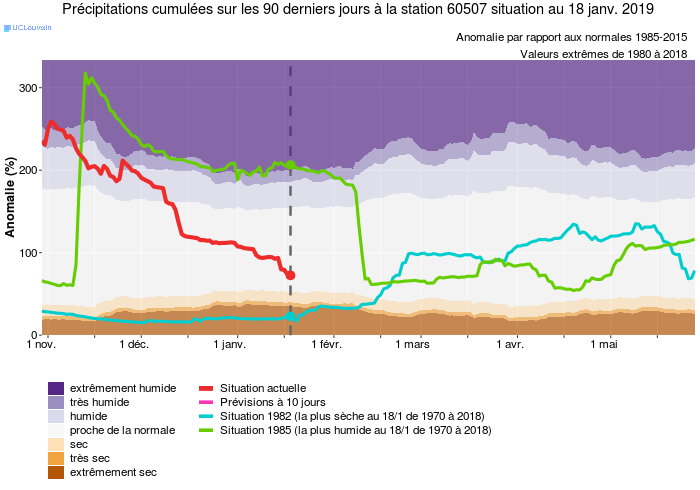 Précipitations cumulées sur les 90 derniers jours à la station 60507 situation au 18 janv. 2019
UCLouvain
Anomalie par rapport aux normales 1985-2015
Valeurs extrêmes de 1980 à 2018
Anomalie (%)
300
200
100
0
1 nov. 1 déc. 1 janv. 1 févr. 1 mars 1 avr. 1 mai
extrêmement humide
très humide
humide
proche de la normale
sec
très sec
extrêmement sec
Situation actuelle
Prévisions à 10 jours
Situation 1982 (la plus sèche au 18/1 de 1970 à 2018)
Situation 1985 (la plus humide au 18/1 de 1970 à 2018)